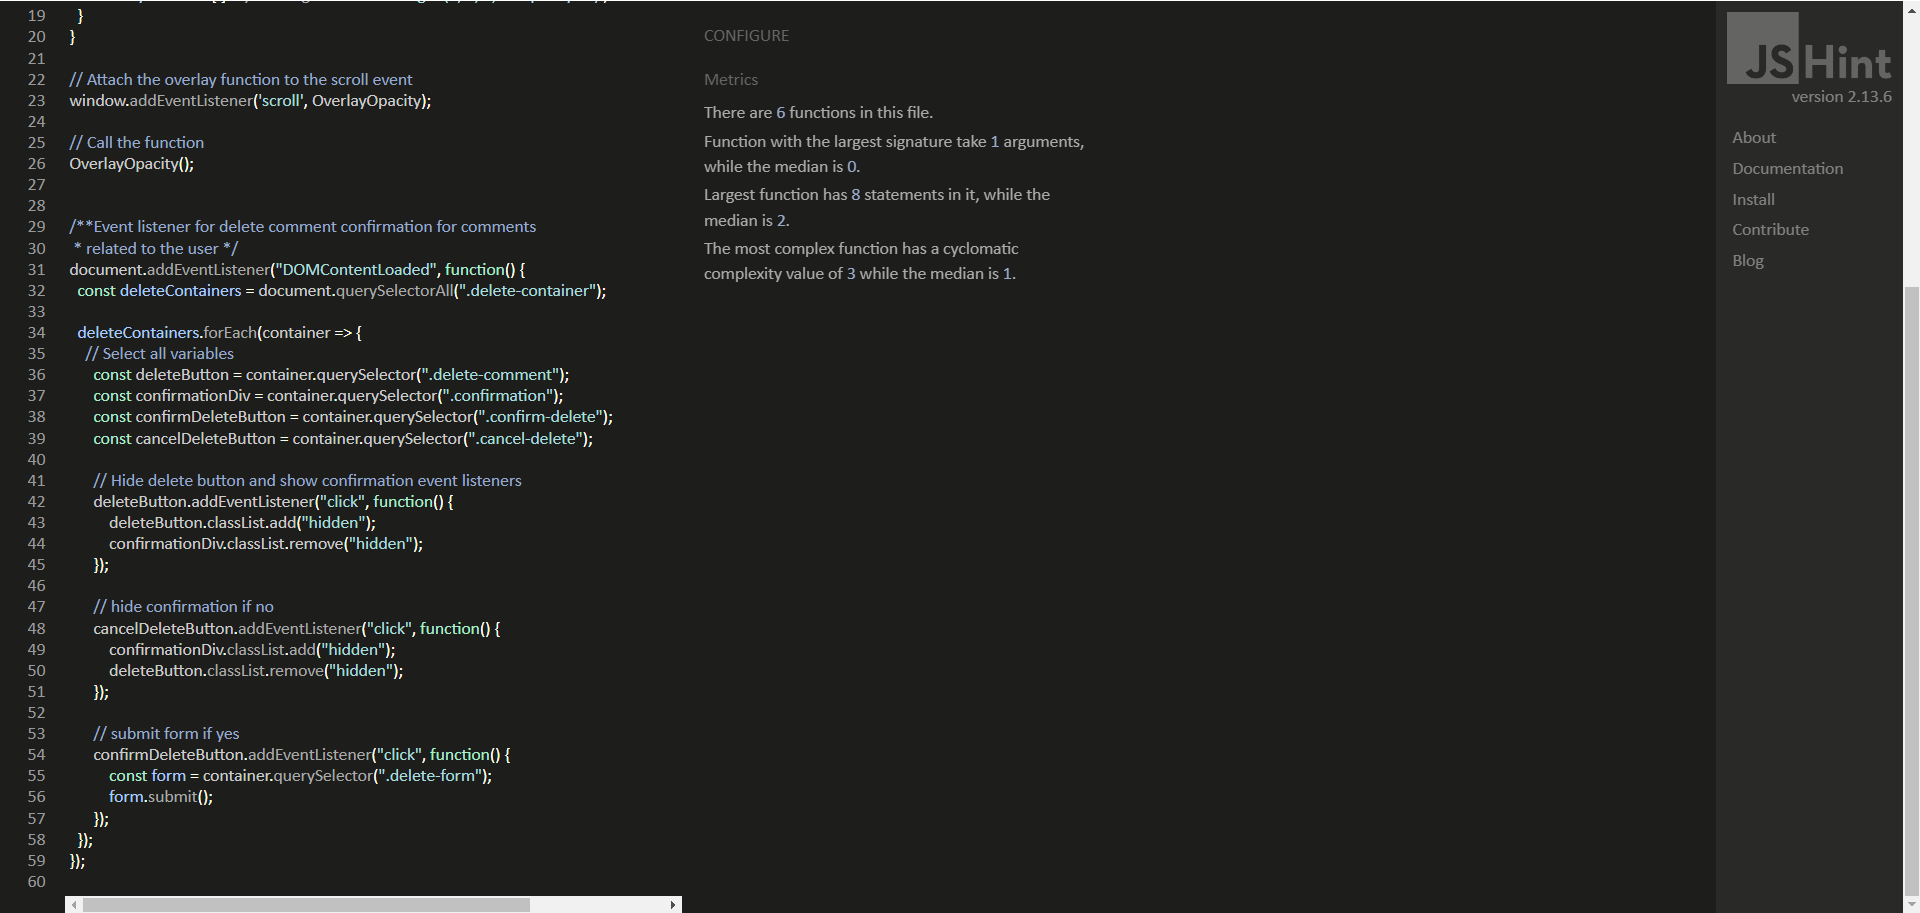 19 }
20 }
21
22 // Attach the overlay function to the scroll event
23 window.addEventListener('scroll', OverlayOpacity);
24
25 // Call the function
26 OverlayOpacity();
27
28
29 /**Event listener for delete comment confirmation for comments
30 * related to the user */
31 document.addEventListener("DOMContentLoaded", function() {
32 const deleteContainers = document.querySelectorAll(".delete-container");
33
34 deleteContainers.forEach(container => {
35 // Select all variables
36 const deleteButton = container.querySelector(".delete-comment");
37 const confirmationDiv = container.querySelector(".confirmation");
38 const confirmDeleteButton = container.querySelector(".confirm-delete");
39 const cancelDeleteButton = container.querySelector(".cancel-delete");
40
41 // Hide delete button and show confirmation event listeners
42 deleteButton.addEventListener("click", function() {
43 deleteButton.classList.add("hidden");
44 confirmationDiv.classList.remove("hidden");
45 });
46
47 // hide confirmation if no
48 cancelDeleteButton.addEventListener("click", function() {
49 confirmationDiv.classList.add("hidden");
50 deleteButton.classList.remove("hidden");
51 });
52
53 // submit form if yes
54 confirmDeleteButton.addEventListener("click", function() {
55 const form = container.querySelector(".delete-form");
56 form.submit();
57 });
58 });
59 });
60
CONFIGURE
Metrics
There are 6 functions in this file.
Function with the largest signature take 1 arguments,
while the median is 0.
Largest function has 8 statements in it, while the
median is 2.
The most complex function has a cyclomatic
complexity value of 3 while the median is 1.
JSHint
version 2.13.6
About
Documentation
Install
Contribute
Blog